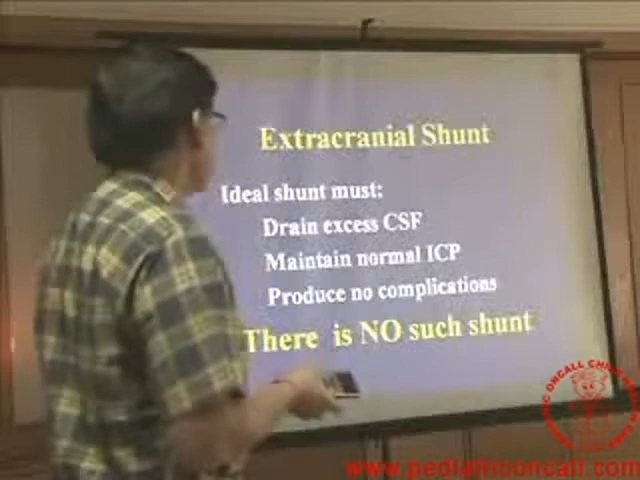 Extracranial Shunt
Ideal shunt must:
Drain excess CSF
Maintain normal ICP
Produce no complications
There is NO such shunt
www.pediatriconcall.com